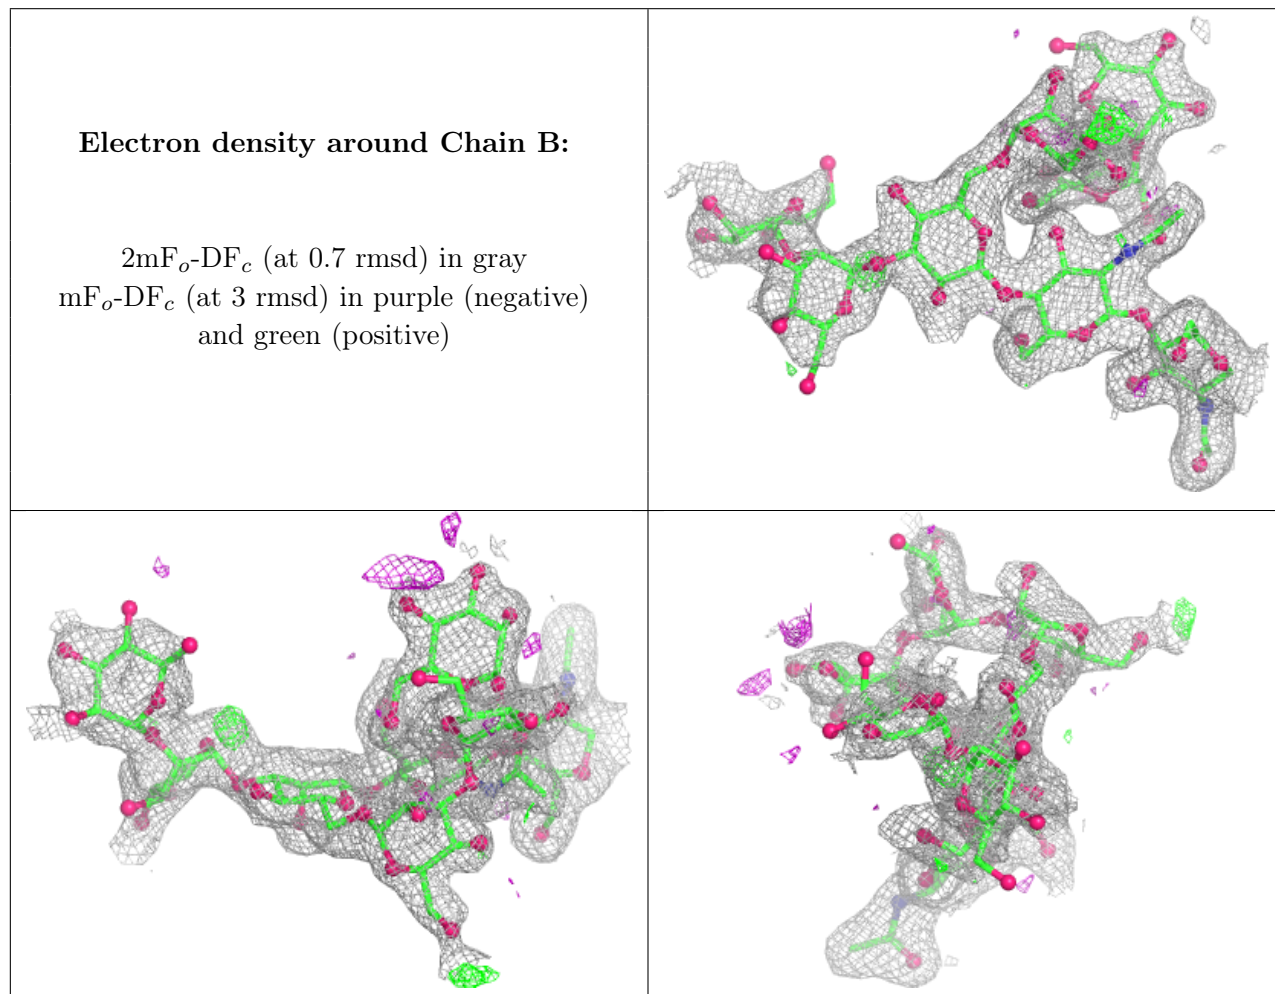 Electron density around Chain B:
2mFₒ-DF𝒸 (at 0.7 rmsd) in gray
mFₒ-DF𝒸 (at 3 rmsd) in purple (negative)
and green (positive)